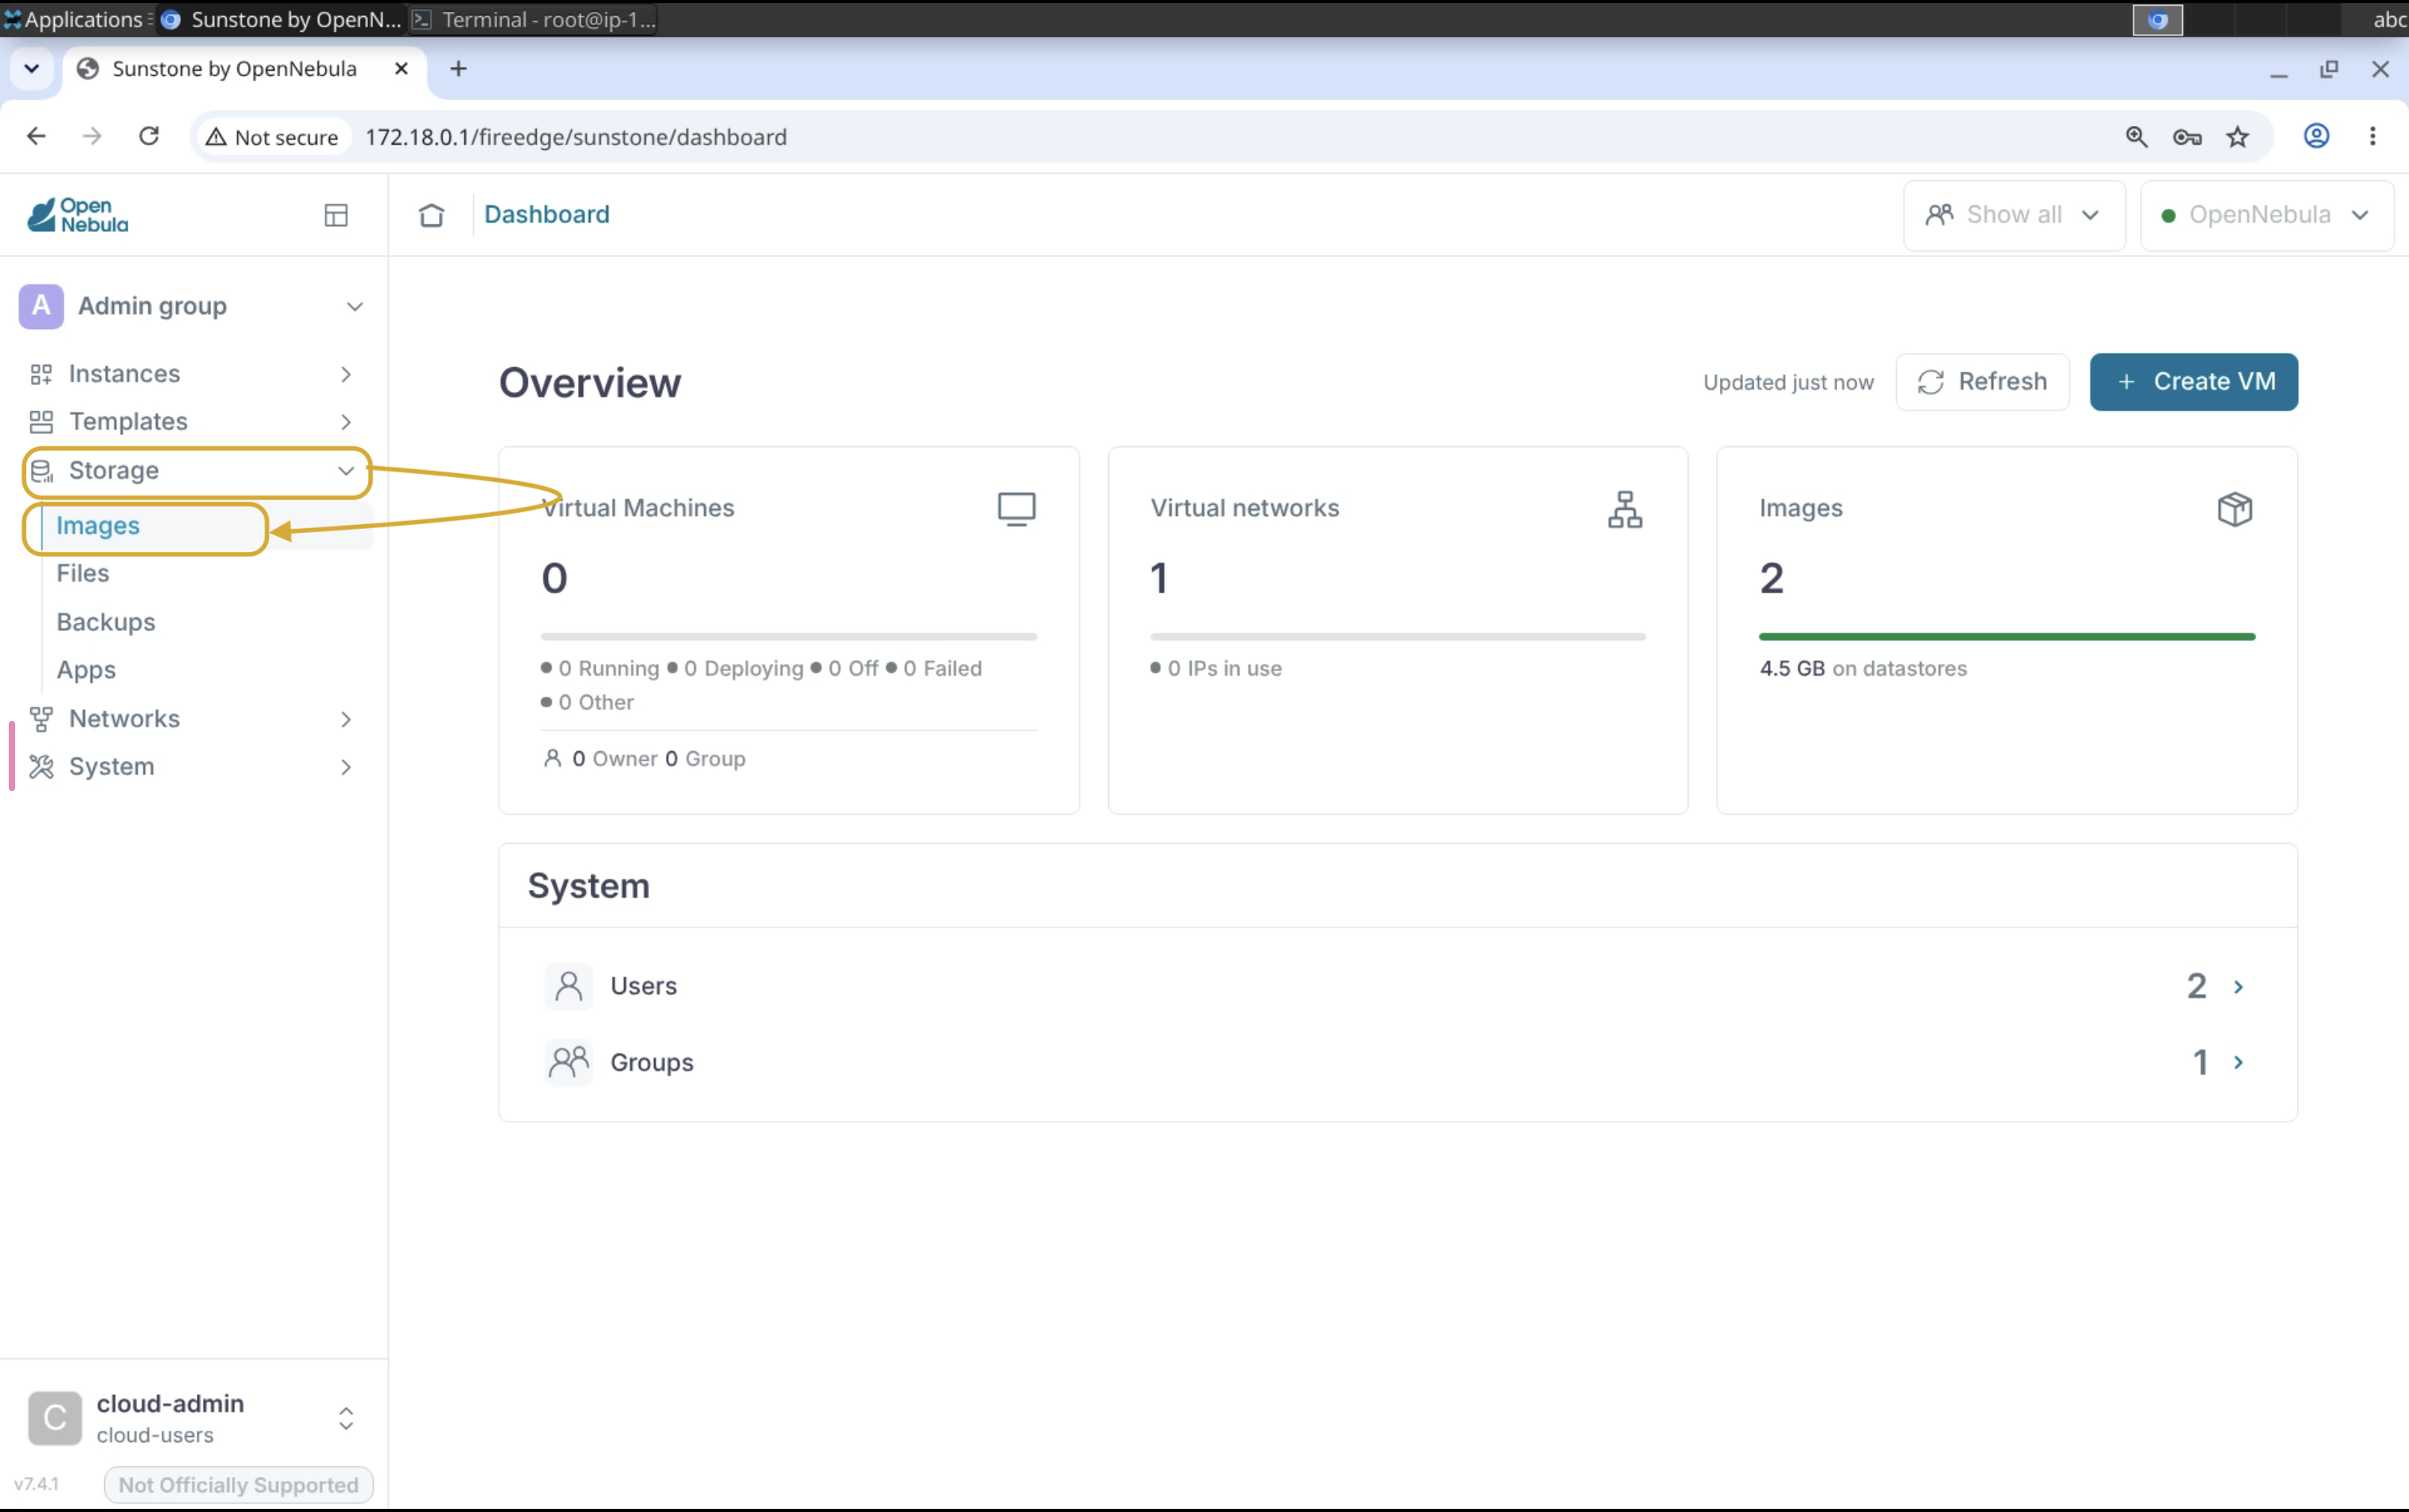 Applications
Sunstone by OpenN...
Terminal - root@ip-1...
abc
Sunstone by OpenNebula
Not secure
172.18.0.1/fireedge/sunstone/dashboard
Open
Nebula
Dashboard
Show all
OpenNebula
A
Admin group
Instances
Templates
Storage
Images
Files
Backups
Apps
Networks
System
Overview
Updated just now
Refresh
+ Create VM
Virtual Machines
0
0 Running 0 Deploying 0 Off 0 Failed
0 Other
0 Owner 0 Group
Virtual networks
1
0 IPs in use
Images
2
4.5 GB on datastores
System
Users
2
Groups
1
C
cloud-admin
cloud-users
v7.4.1
Not Officially Supported